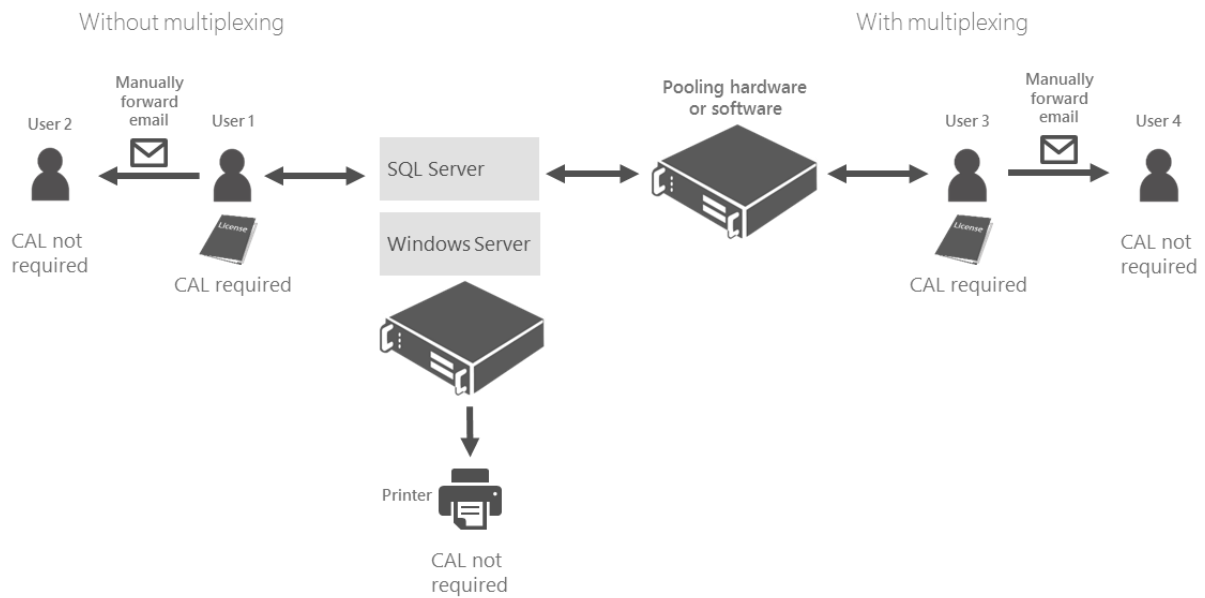 Without multiplexing
With multiplexing
Manually
forward
email
User 2
User 1
CAL not
required
License
CAL required
SQL Server
Windows Server
Printer
CAL not
required
Pooling hardware
or software
User 3
Manually
forward
email
User 4
License
CAL required
CAL not
required